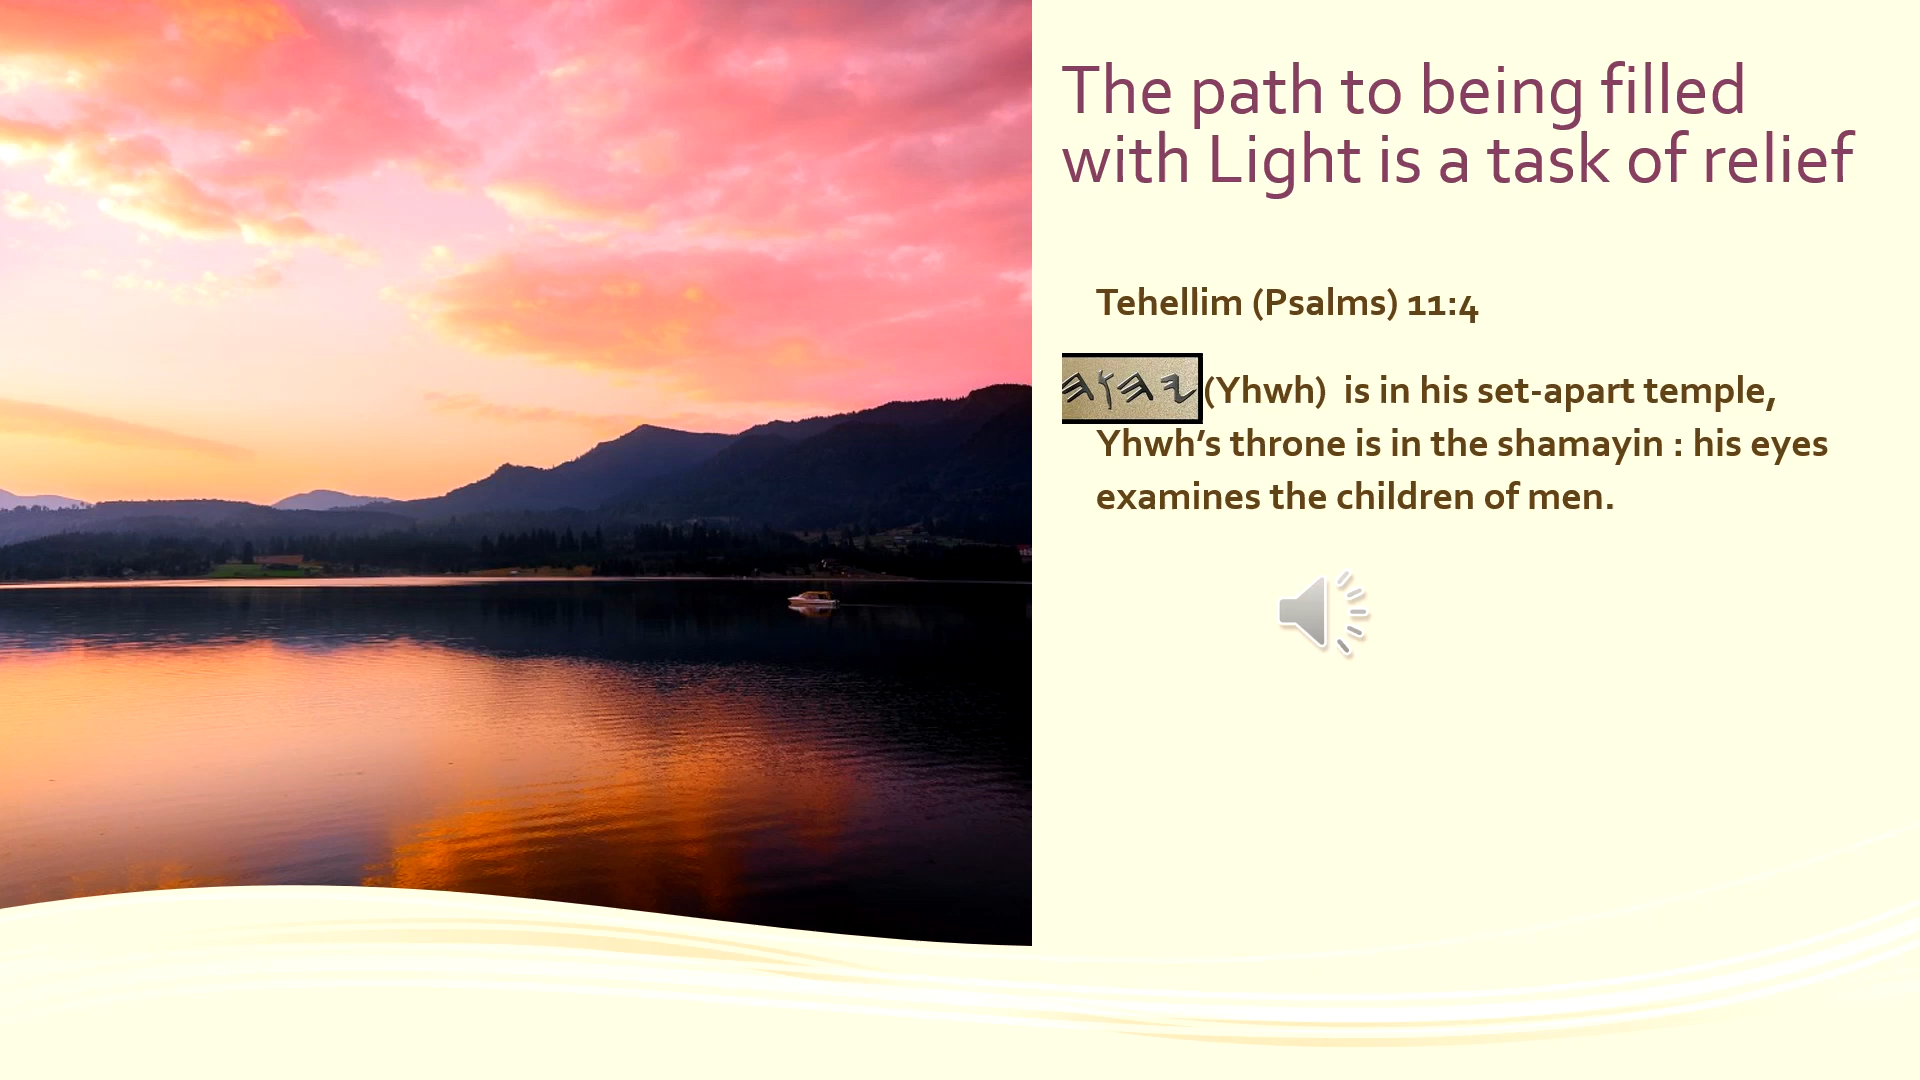 The path to being filled
with Light is a task of relief
Tehellim (Psalms) 11:4
𐤉𐤄𐤅𐤄 (Yhwh) is in his set-apart temple,
Yhwh’s throne is in the shamayin : his eyes
examines the children of men.